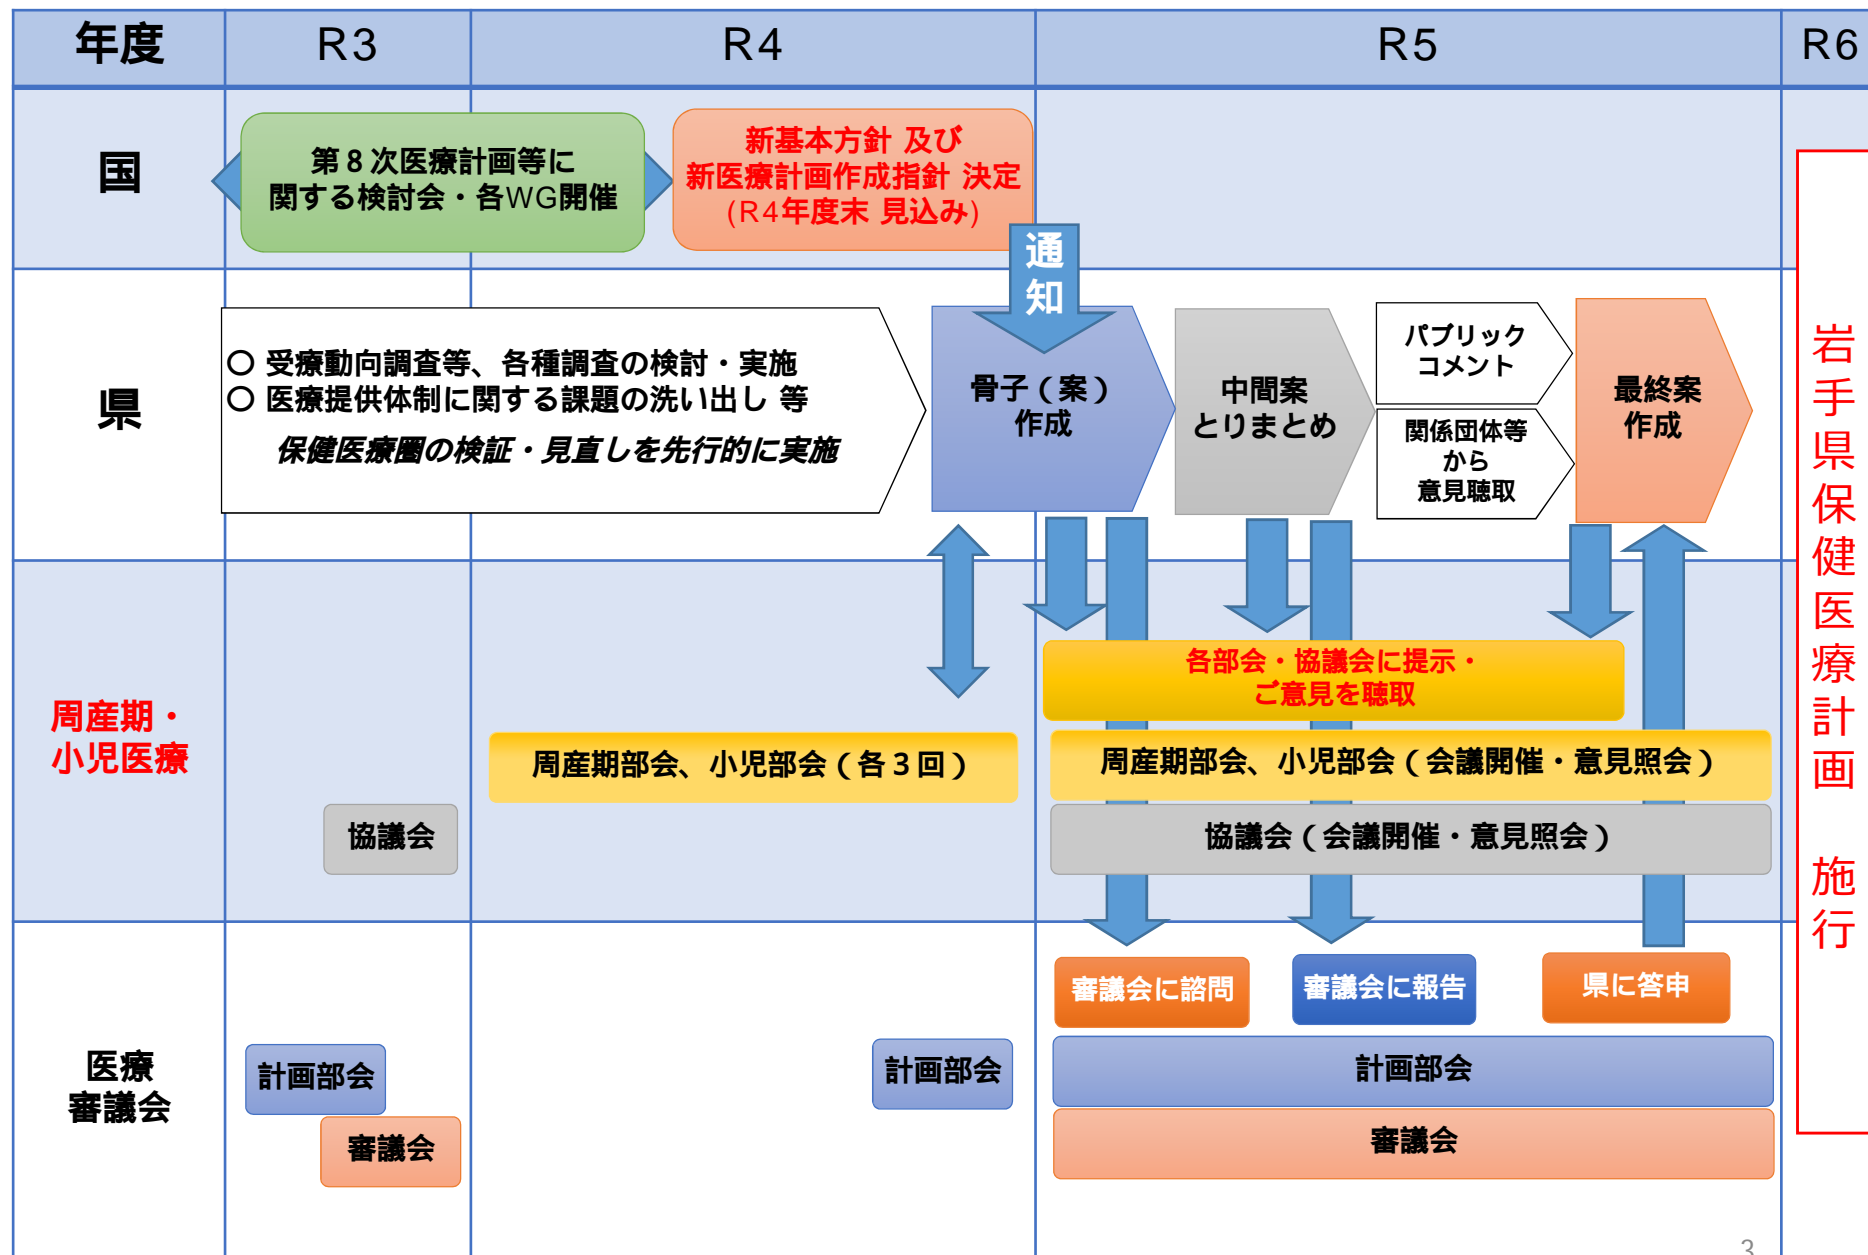 年度
R3
R4
R5
R6
国
第８次医療計画等に
関する検討会・各WG開催
新基本方針 及び
新医療計画作成指針 決定
(R4年度末 見込み)
通
知
県
○ 受療動向調査等、各種調査の検討・実施
○ 医療提供体制に関する課題の洗い出し 等
保健医療圏の検証・見直しを先行的に実施
骨子（案）
作成
中間案
とりまとめ
パブリック
コメント
関係団体等
から
意見聴取
最終案
作成
周産期・
小児医療
各部会・協議会に提示・
ご意見を聴取
周産期部会、小児部会（各３回）
周産期部会、小児部会（会議開催・意見照会）
協議会
協議会（会議開催・意見照会）
医療
審議会
審議会に諮問
審議会に報告
県に答申
計画部会
計画部会
計画部会
審議会
審議会
岩手県保健医療計画　施行
3